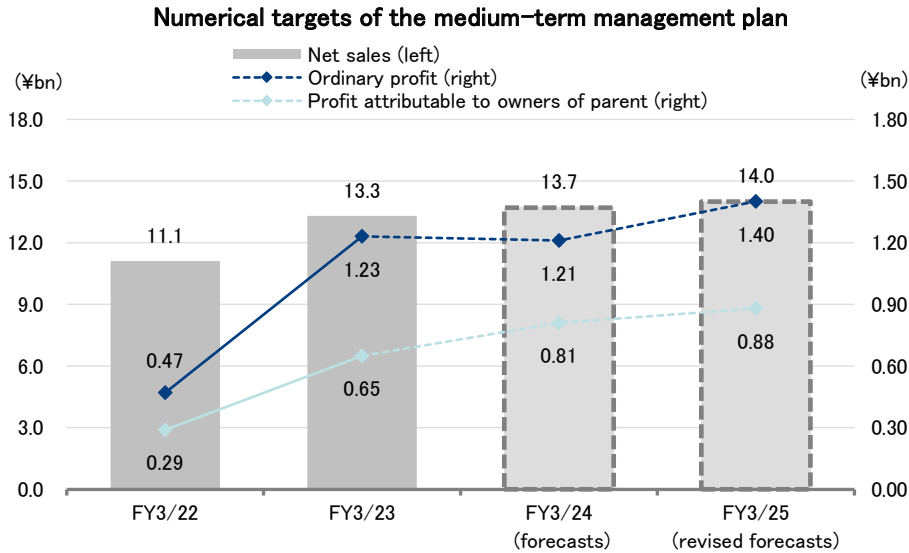 Numerical targets of the medium-term management plan
Net sales (left)
Ordinary profit (right)
Profit attributable to owners of parent (right)
(¥bn)
(¥bn)
18.0
15.0
12.0
9.0
6.0
3.0
0.0
1.80
1.50
1.20
0.90
0.60
0.30
0.00
11.1
13.3
13.7
14.0
0.47
1.23
1.21
1.40
0.29
0.65
0.81
0.88
FY3/22
FY3/23
FY3/24
(forecasts)
FY3/25
(revised forecasts)